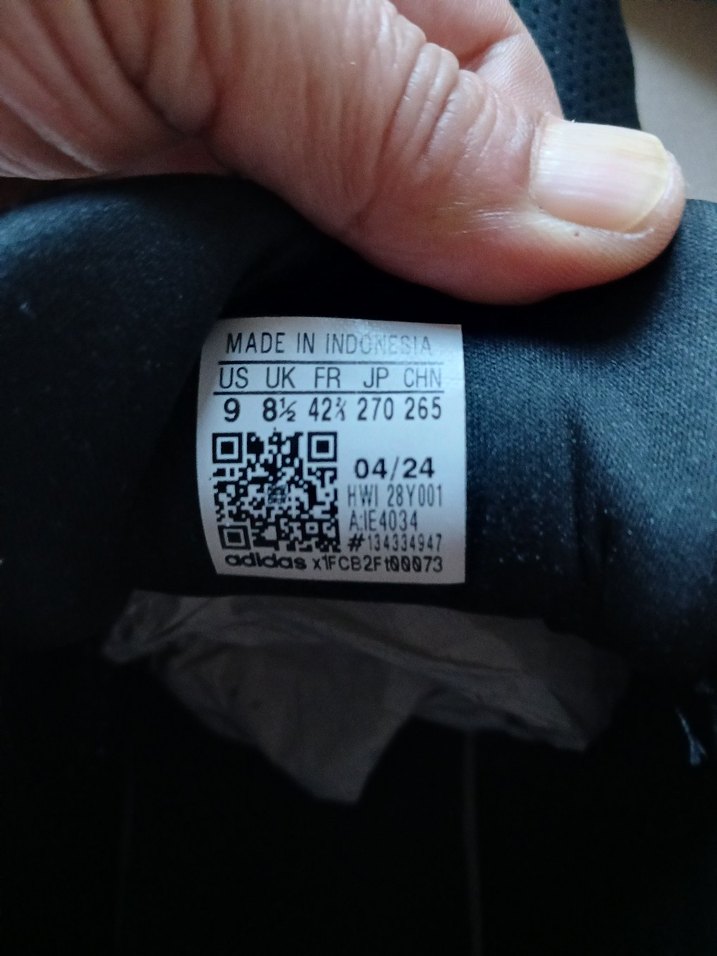 MADE IN INDONESIA
US UK FR JP CHN
9 8½ 42⅔ 270 265
04/24
HWI 28Y001
A:IE4034
#134334947
adidas x1FCB2Ft00073